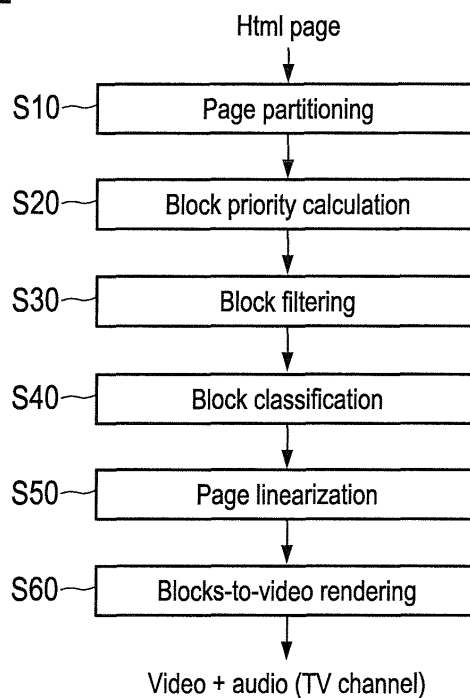 Html page
S10 Page partitioning
S20 Block priority calculation
S30 Block filtering
S40 Block classification
S50 Page linearization
S60 Blocks-to-video rendering
Video + audio (TV channel)